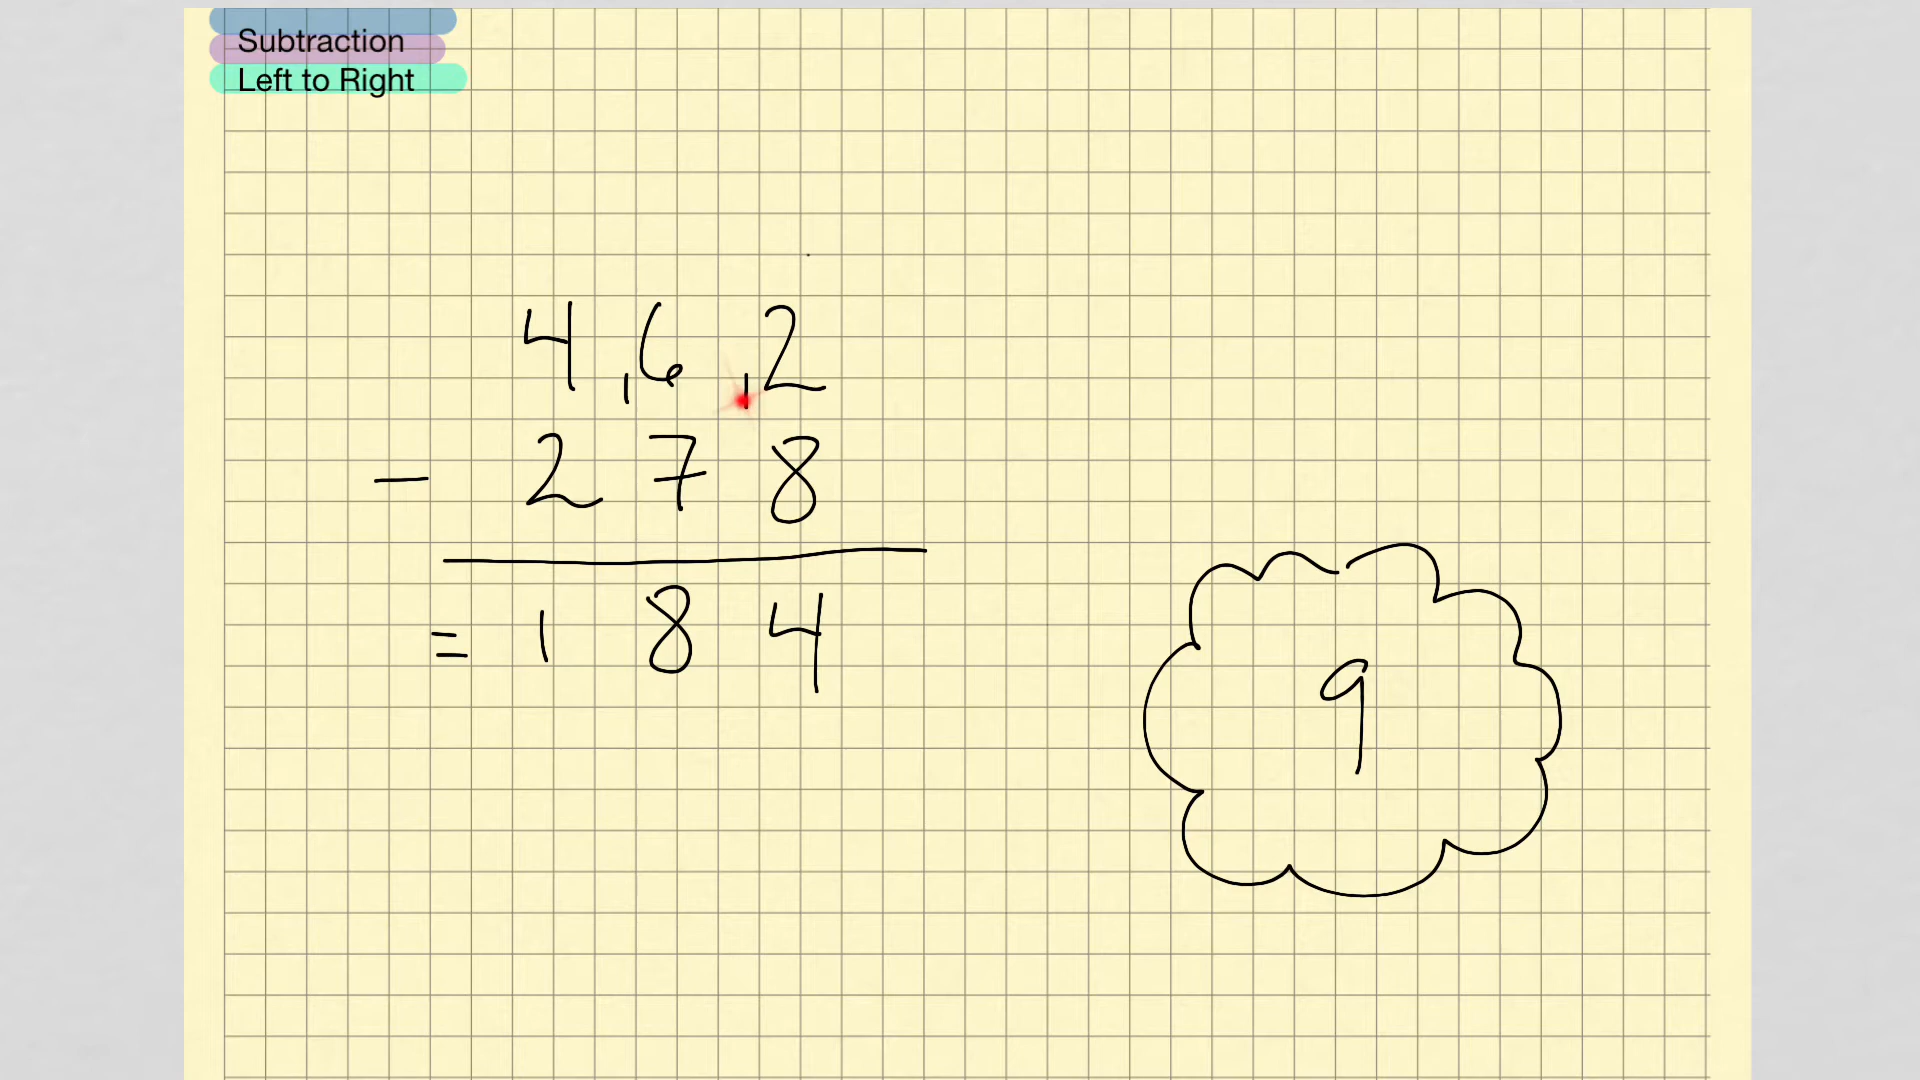 Subtraction
Left to Right
4 ,6 ,2
- 2 7 8
= 1 8 4
9